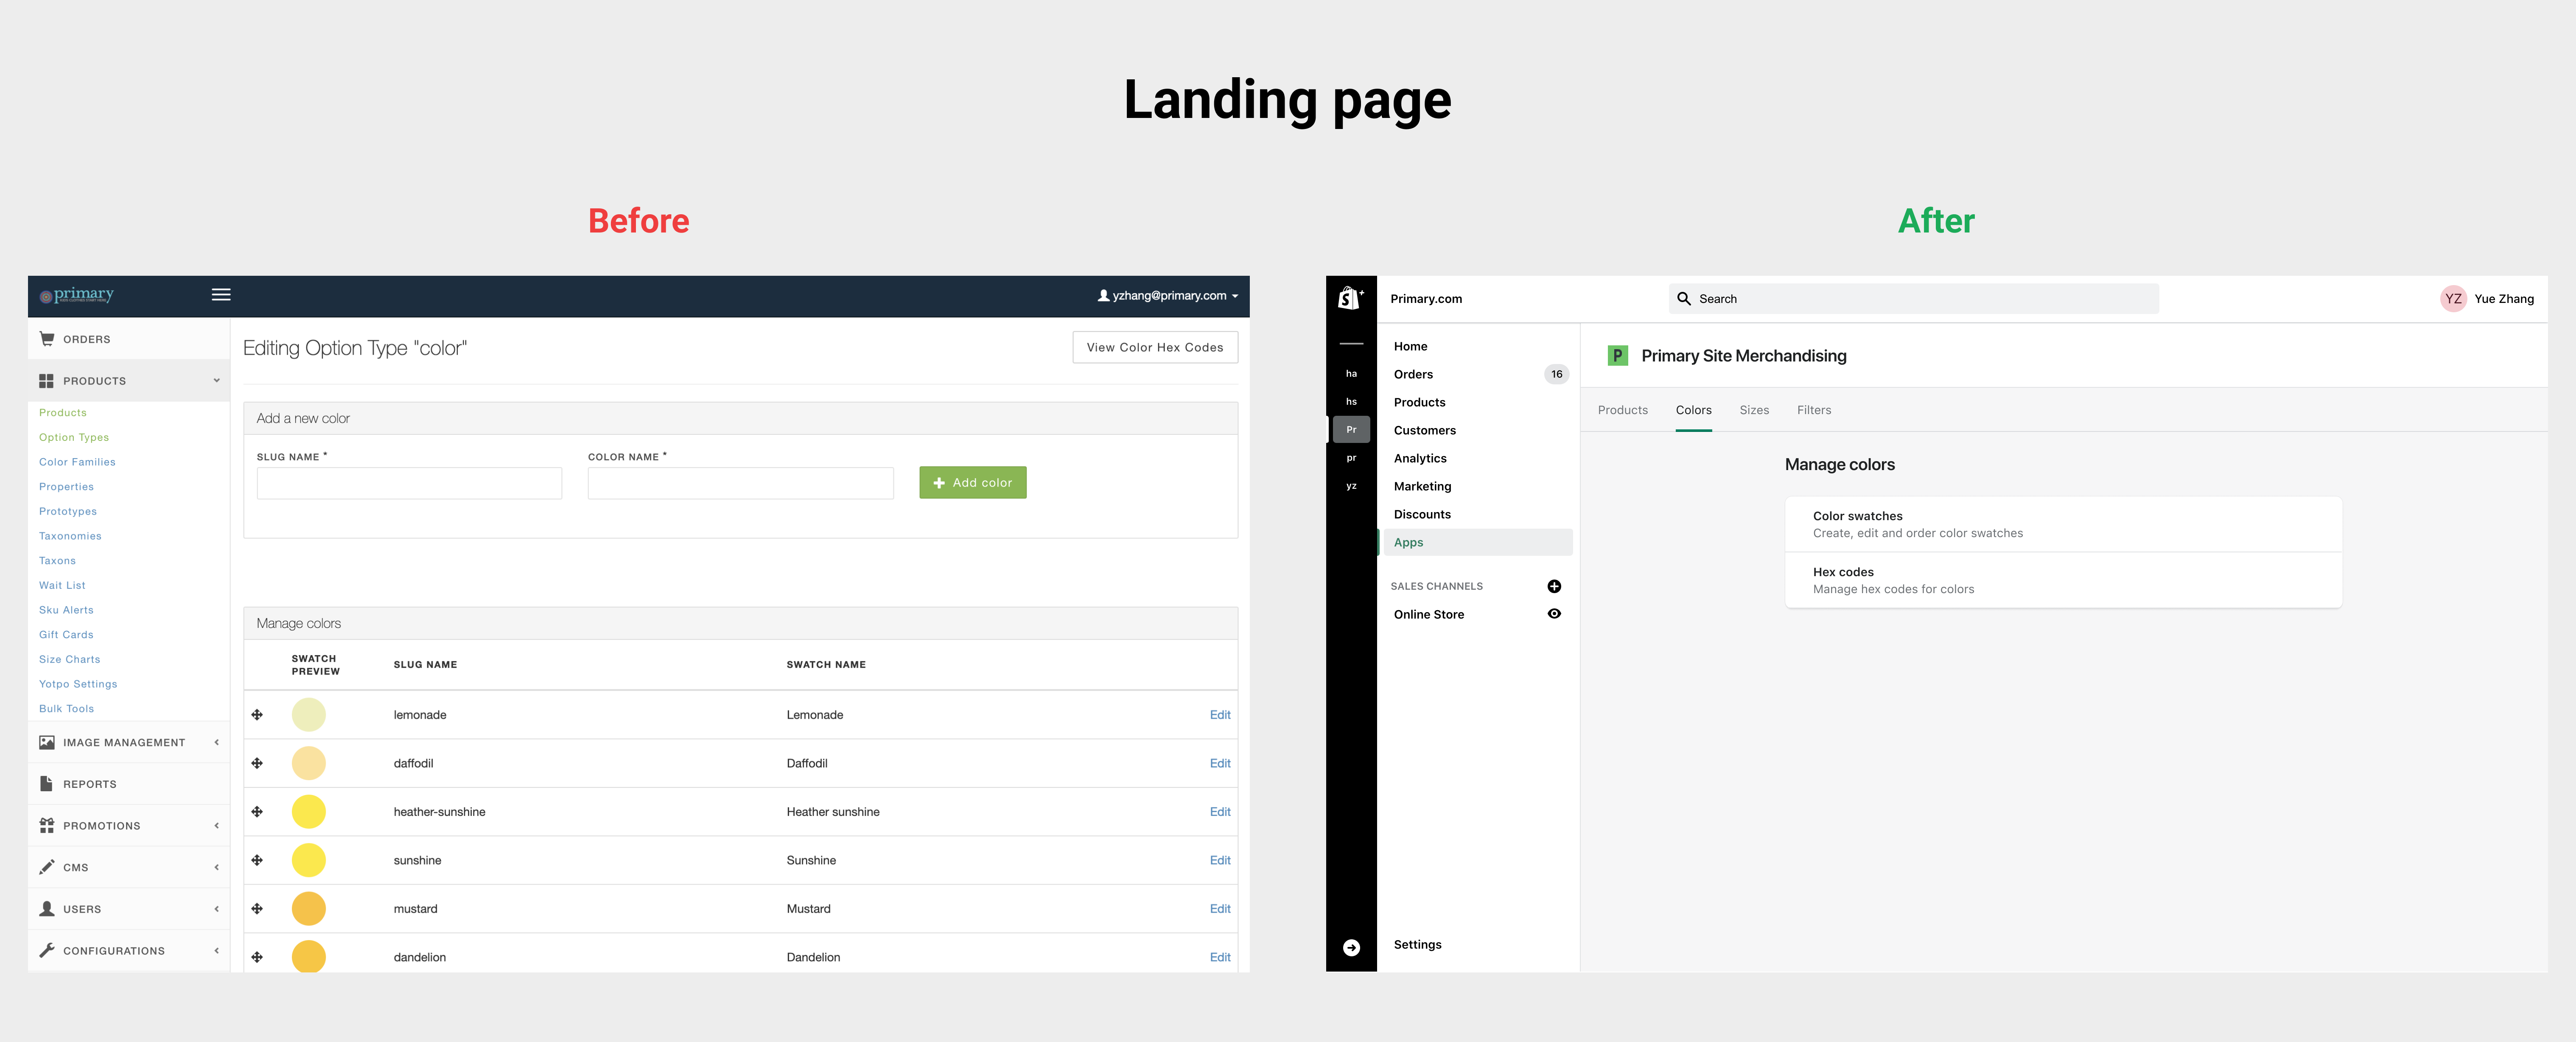 Landing page
Before
After
primary
yzhang@primary.com
ORDERS
PRODUCTS
Products
Option Types
Color Families
Properties
Prototypes
Taxonomies
Taxons
Wait List
Sku Alerts
Gift Cards
Size Charts
Yotpo Settings
Bulk Tools
IMAGE MANAGEMENT
REPORTS
PROMOTIONS
CMS
USERS
CONFIGURATIONS
Editing Option Type "color"
View Color Hex Codes
Add a new color
SLUG NAME *
COLOR NAME *
Add color
Manage colors
SWATCH
PREVIEW
SLUG NAME
SWATCH NAME
lemonade
Lemonade
Edit
daffodil
Daffodil
Edit
heather-sunshine
Heather sunshine
Edit
sunshine
Sunshine
Edit
mustard
Mustard
Edit
dandelion
Dandelion
Edit
ha
hs
Pr
pr
yz
Primary.com
Search
YZ
Yue Zhang
Home
Orders
16
Products
Customers
Analytics
Marketing
Discounts
Apps
SALES CHANNELS
Online Store
Settings
P
Primary Site Merchandising
Products
Colors
Sizes
Filters
Manage colors
Color swatches
Create, edit and order color swatches
Hex codes
Manage hex codes for colors